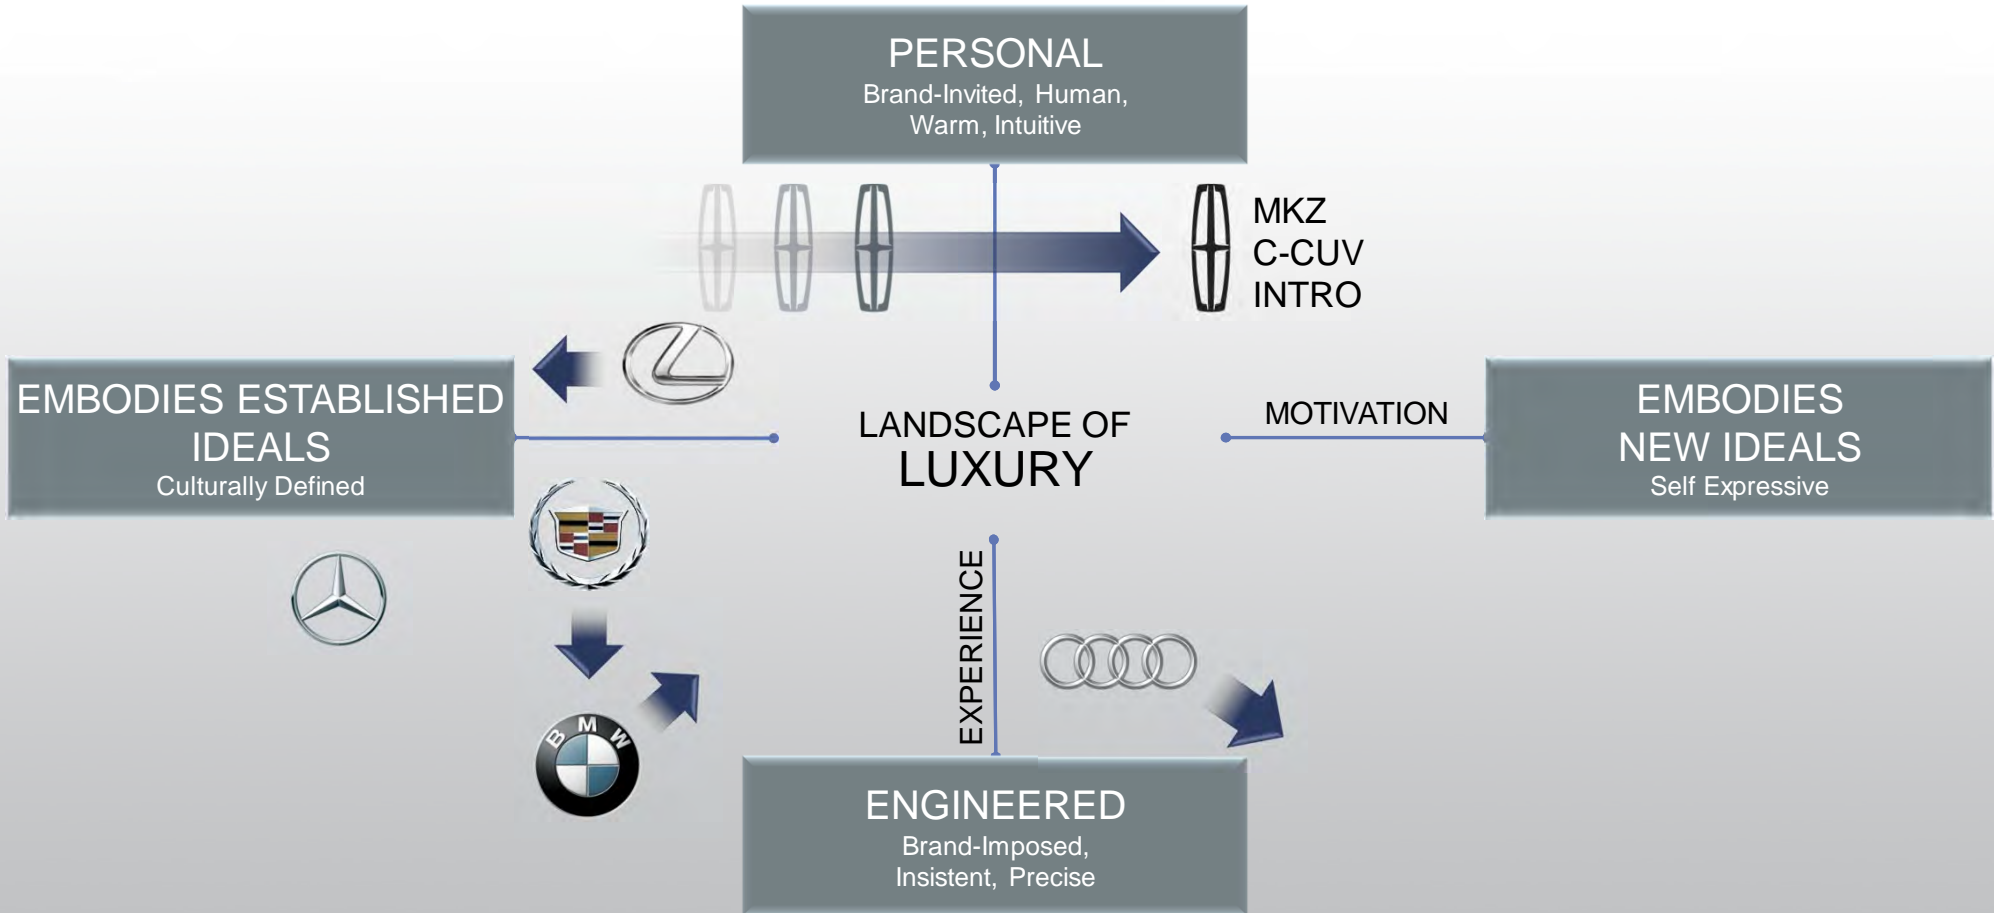 PERSONAL
Brand-Invited, Human,
Warm, Intuitive
MKZ
C-CUV
INTRO
EMBODIES ESTABLISHED
IDEALS
Culturally Defined
LANDSCAPE OF
LUXURY
MOTIVATION
EMBODIES
NEW IDEALS
Self Expressive
EXPERIENCE
BMW
ENGINEERED
Brand-Imposed,
Insistent, Precise